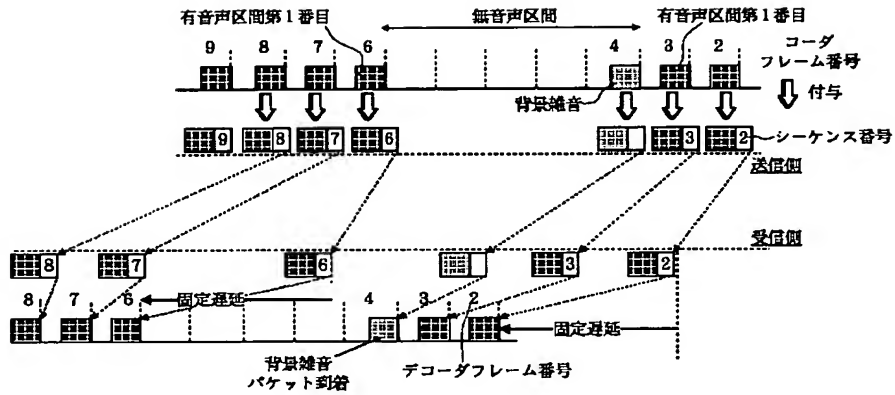 有音声区間第1番目
無音声区間
有音声区間第1番目
9 8 7 6 4 3 2
コーダ
フレーム番号
背景雑音
付与
9 8 7 6 3 2
シーケンス番号
送信側
受信側
8 7 6 3 2
8 7 6 固定遅延 4 3 2
固定遅延
背景雑音
パケット到着
デコーダフレーム番号